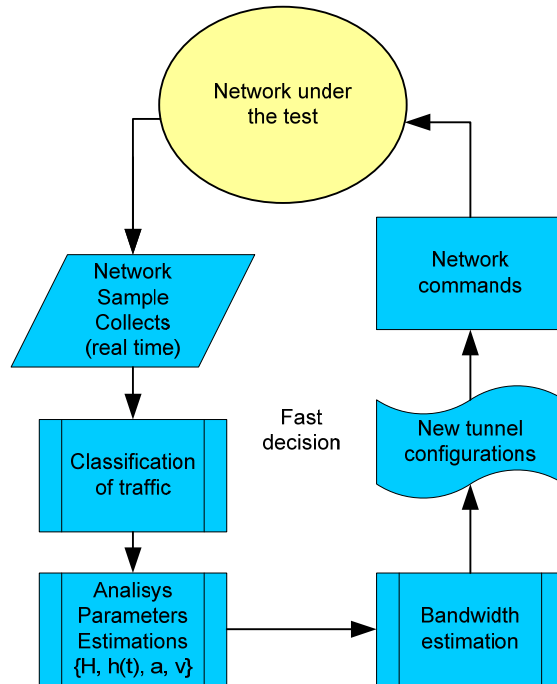 Network under
the test
Network
Sample
Collects
(real time)
Classification
of traffic
Analisys
Parameters
Estimations
{H, h(t), a, v}
Fast
decision
Network
commands
New tunnel
configurations
Bandwidth
estimation